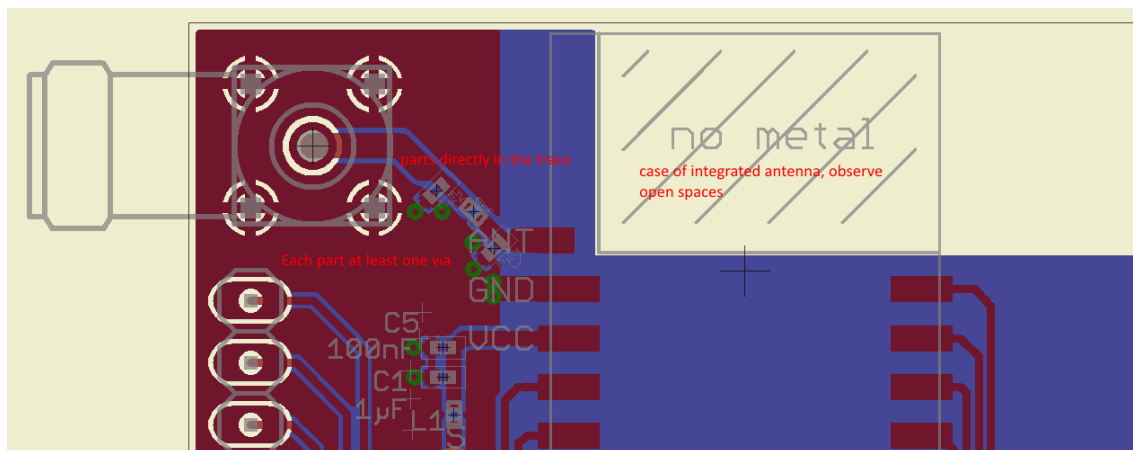 no metal
parts directly in the trace
case of integrated antenna, observe
open spaces
ANT
Each part at least one via
GND
C5
VCC
100nF
C1
1µF
L1